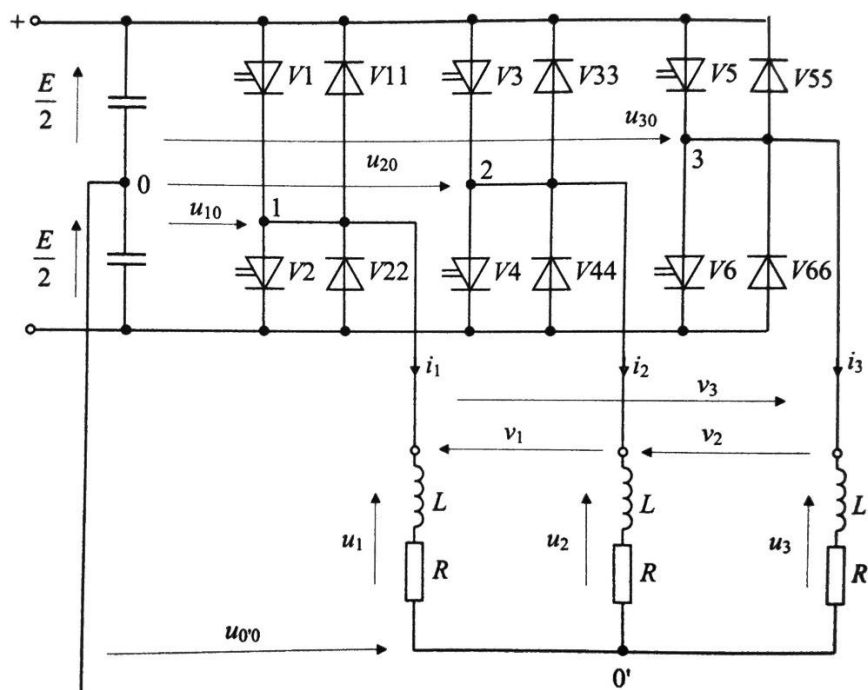 +
E/2
V1 V11 V3 V33 V5 V55
u30
0
u20
2
3
u10
1
E/2
V2 V22 V4 V44 V6 V66
i1 i2 i3
v3
v1 v2
L L L
u1 u2 u3
R R R
u0'0
0'